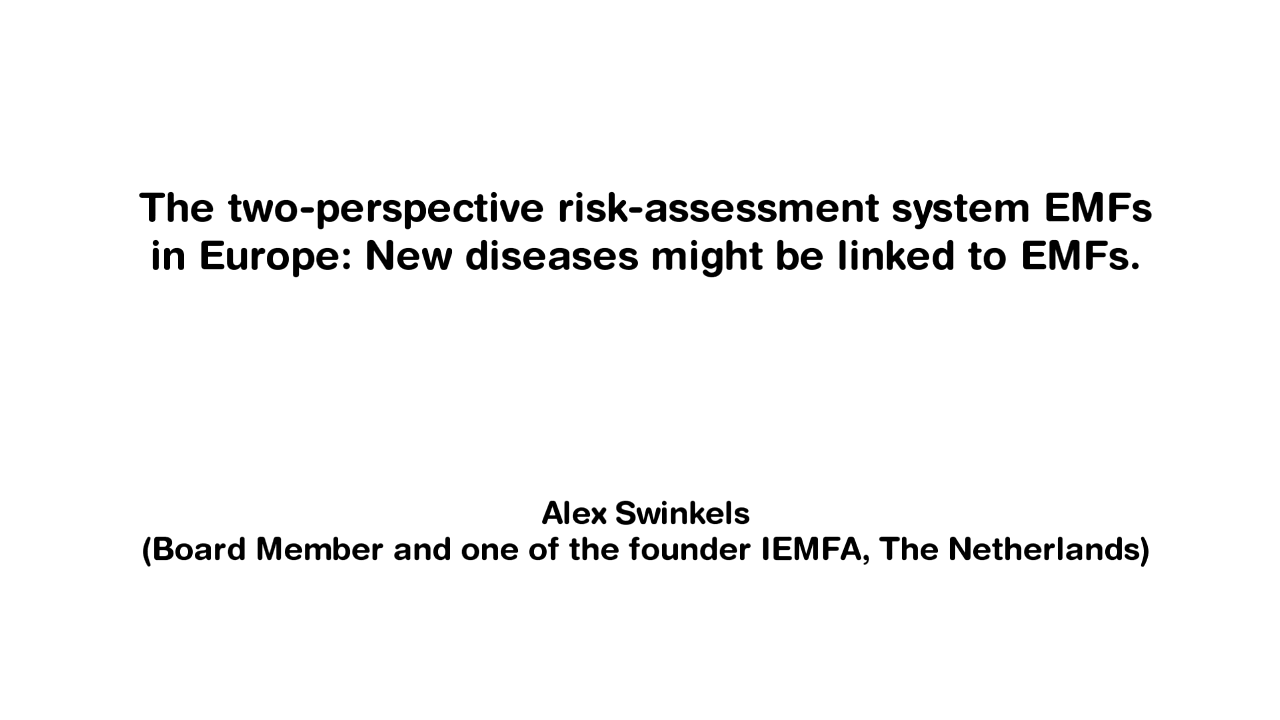 The two-perspective risk-assessment system EMFs
in Europe: New diseases might be linked to EMFs.
Alex Swinkels
(Board Member and one of the founder IEMFA, The Netherlands)